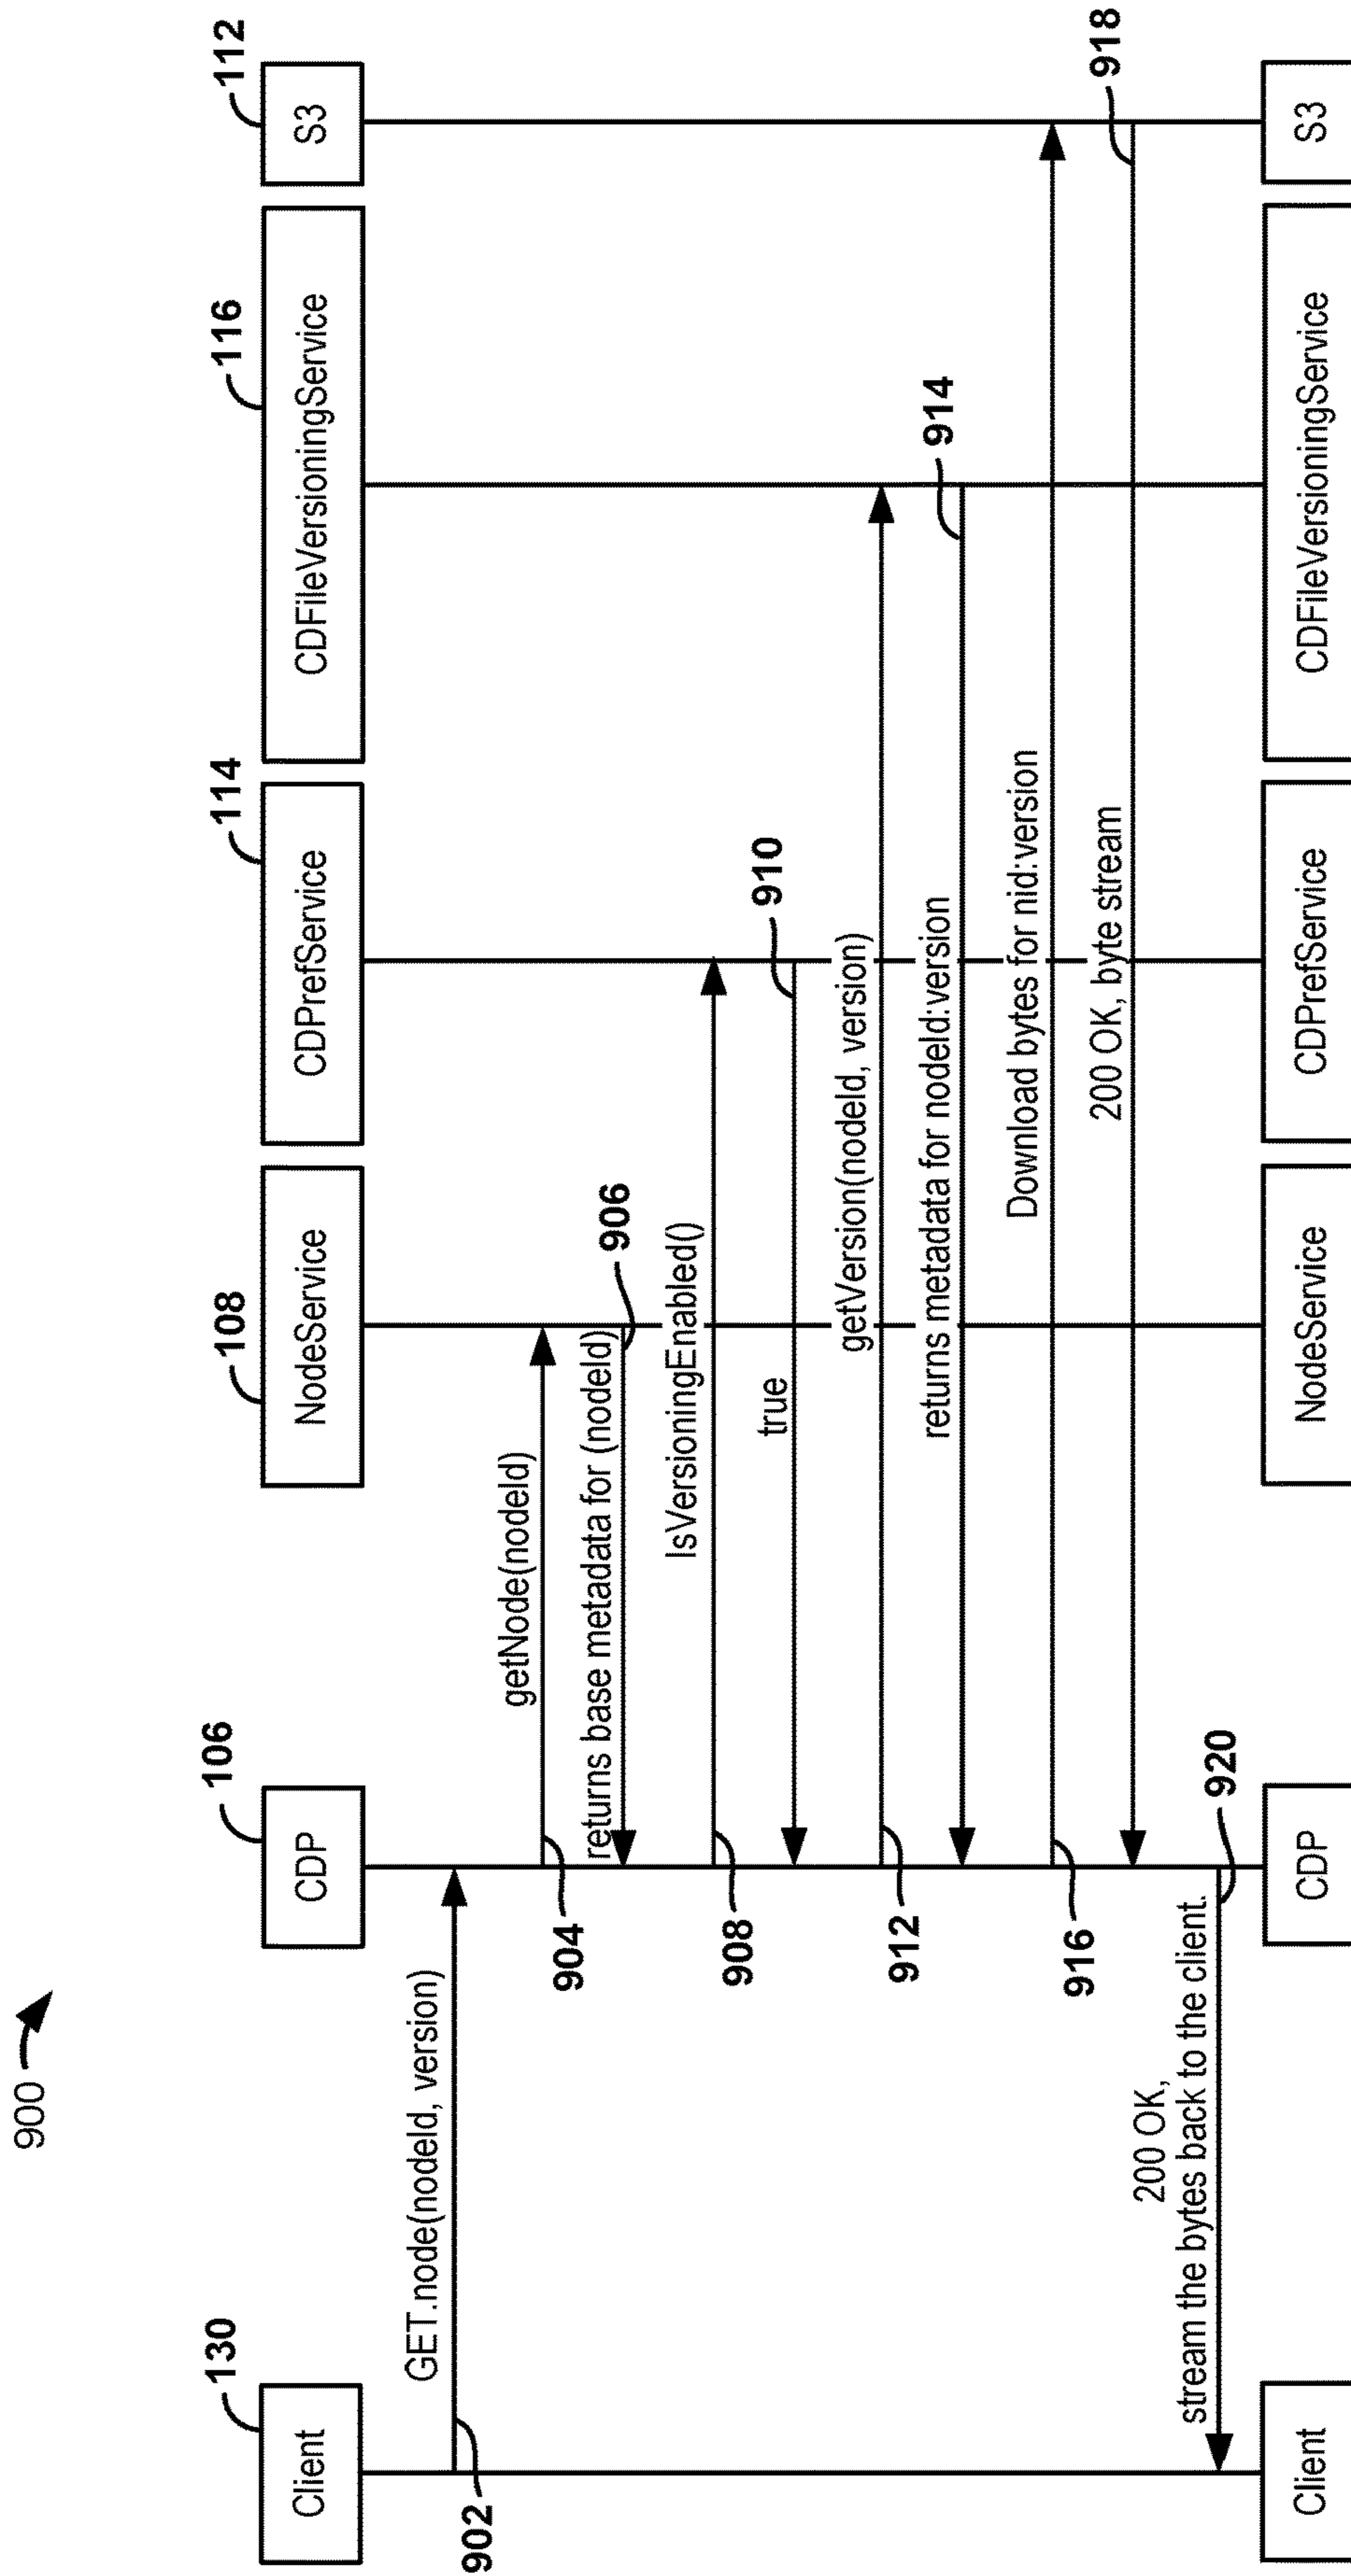 900
130
106
108
114
116
112
Client
CDP
NodeService
CDPrefService
CDFileVersioningService
S3
GET.node(nodeId, version)
902
getNode(nodeId)
904
returns base metadata for (nodeId)
906
IsVersioningEnabled()
908
true
910
getVersion(nodeId, version)
912
returns metadata for nodeId:version
914
Download bytes for nid:version
916
200 OK, byte stream
918
200 OK,
stream the bytes back to the client.
920
Client
CDP
NodeService
CDPrefService
CDFileVersioningService
S3